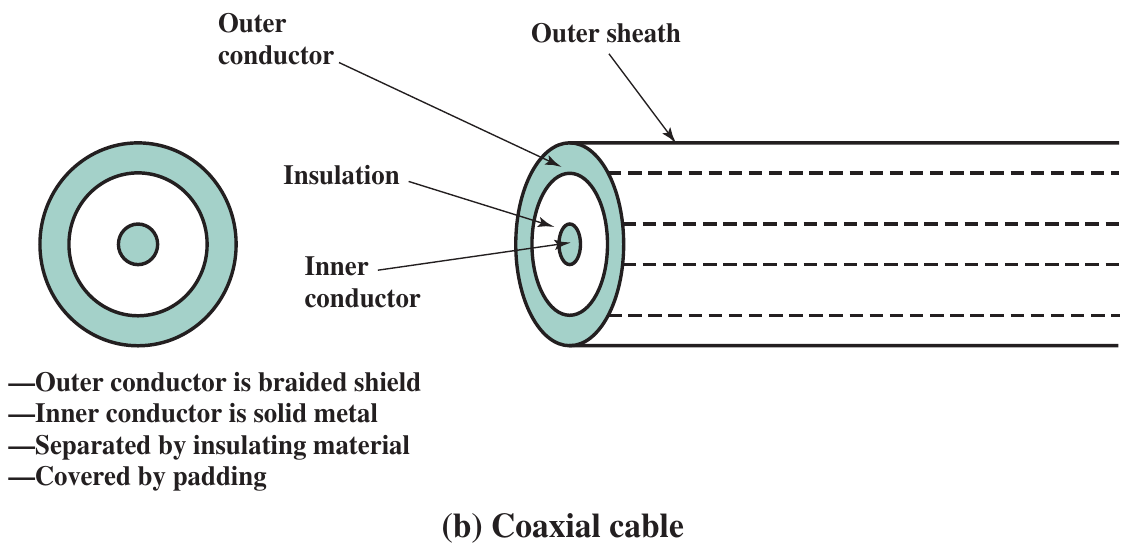 Outer
conductor
Outer sheath
Insulation
Inner
conductor
—Outer conductor is braided shield
—Inner conductor is solid metal
—Separated by insulating material
—Covered by padding
(b) Coaxial cable